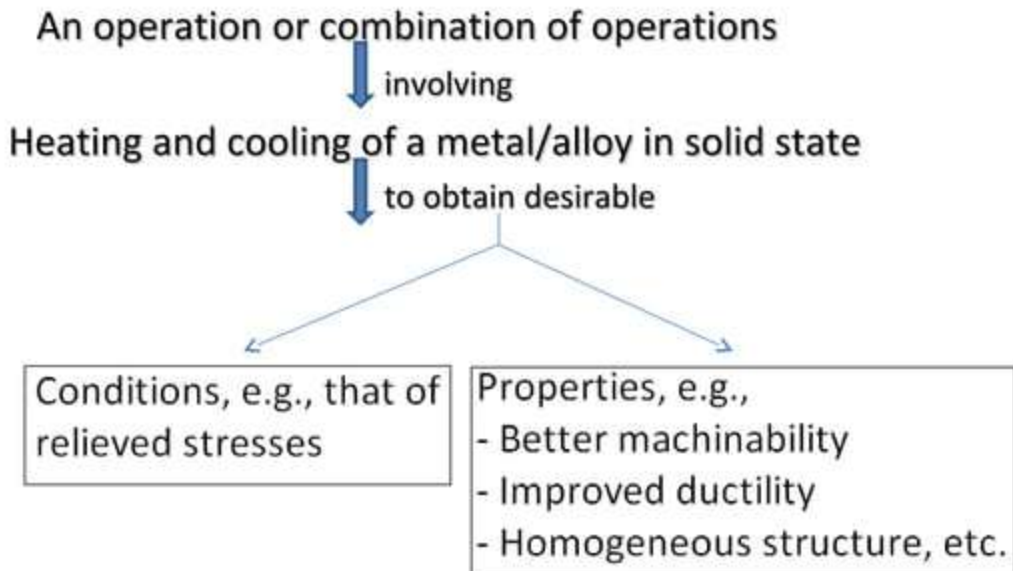 An operation or combination of operations
involving
Heating and cooling of a metal/alloy in solid state
to obtain desirable
Conditions, e.g., that of
relieved stresses
Properties, e.g.,
- Better machinability
- Improved ductility
- Homogeneous structure, etc.